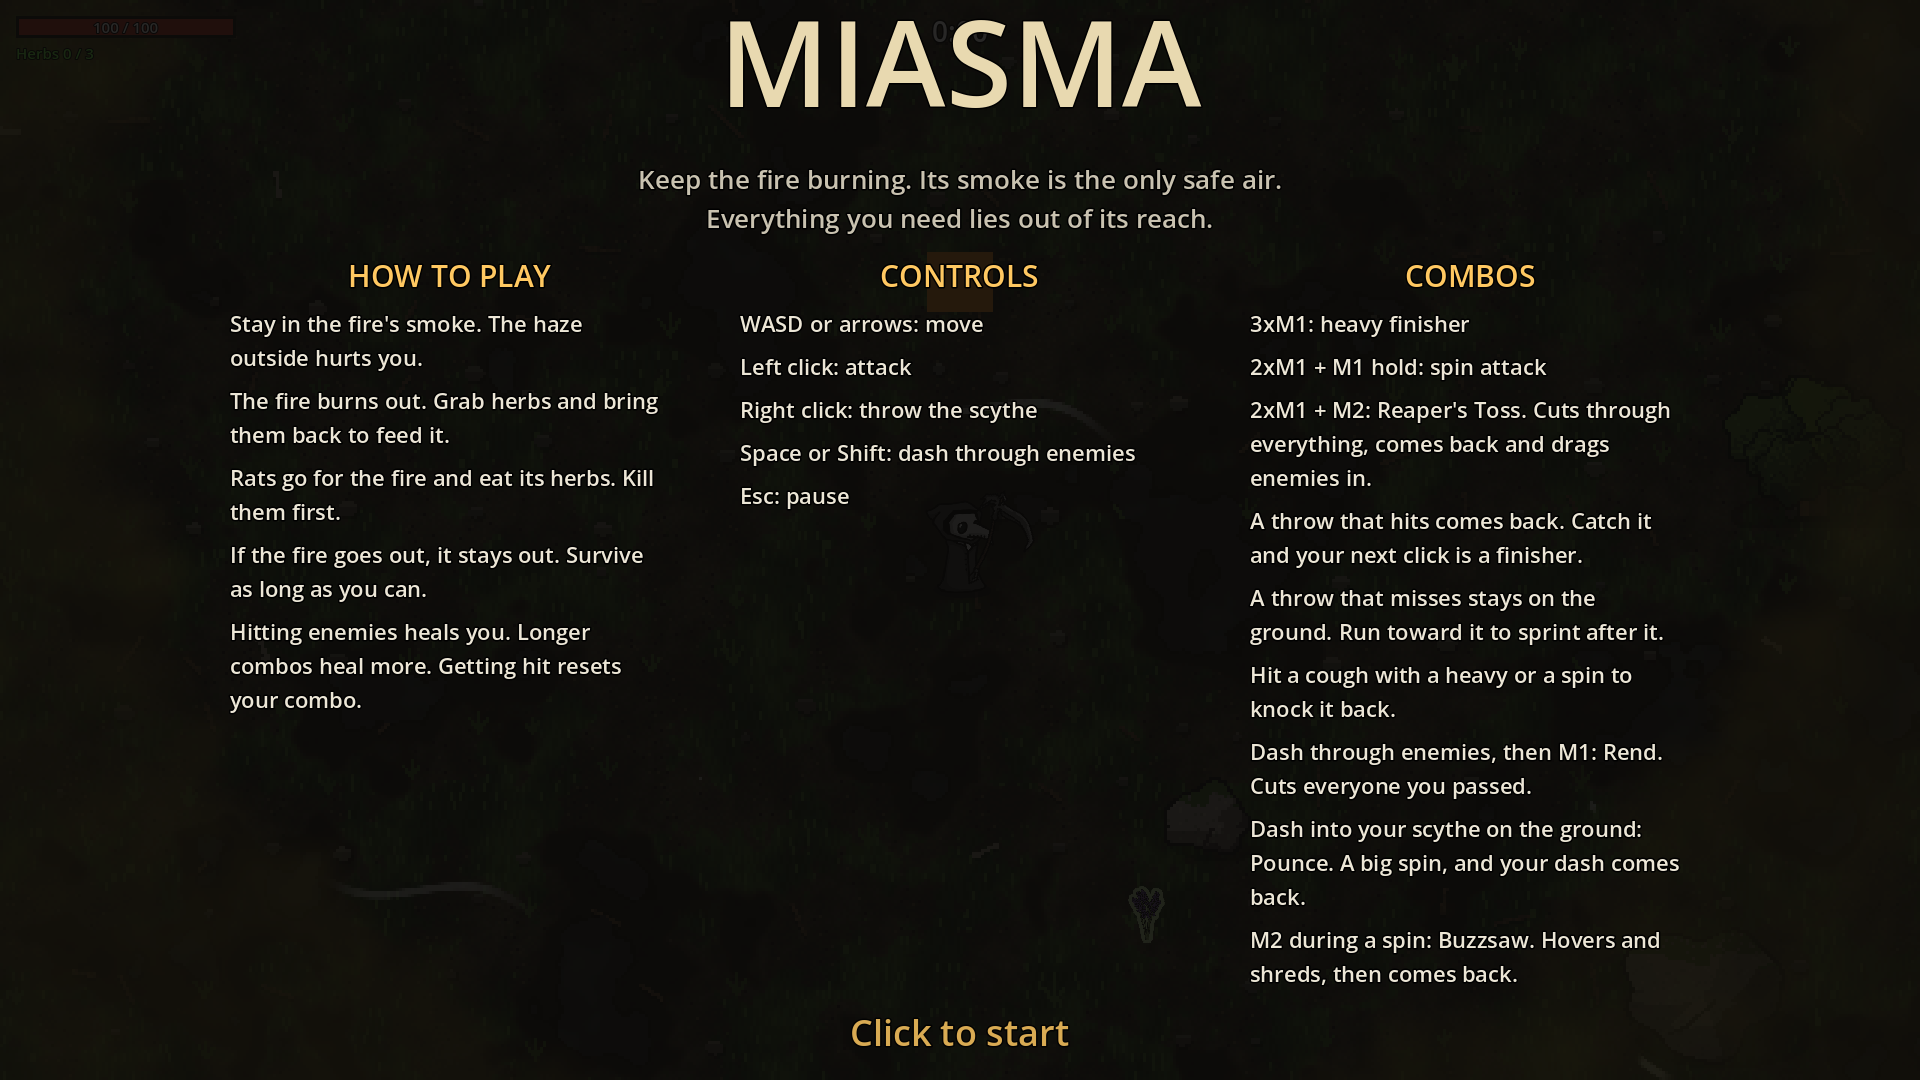 100 / 100
Herbs 0 / 3
MIASMA
Keep the fire burning. Its smoke is the only safe air.
Everything you need lies out of its reach.
HOW TO PLAY
Stay in the fire's smoke. The haze
outside hurts you.
The fire burns out. Grab herbs and bring
them back to feed it.
Rats go for the fire and eat its herbs. Kill
them first.
If the fire goes out, it stays out. Survive
as long as you can.
Hitting enemies heals you. Longer
combos heal more. Getting hit resets
your combo.
CONTROLS
WASD or arrows: move
Left click: attack
Right click: throw the scythe
Space or Shift: dash through enemies
Esc: pause
COMBOS
3xM1: heavy finisher
2xM1 + M1 hold: spin attack
2xM1 + M2: Reaper's Toss. Cuts through
everything, comes back and drags
enemies in.
A throw that hits comes back. Catch it
and your next click is a finisher.
A throw that misses stays on the
ground. Run toward it to sprint after it.
Hit a cough with a heavy or a spin to
knock it back.
Dash through enemies, then M1: Rend.
Cuts everyone you passed.
Dash into your scythe on the ground:
Pounce. A big spin, and your dash comes
back.
M2 during a spin: Buzzsaw. Hovers and
shreds, then comes back.
Click to start